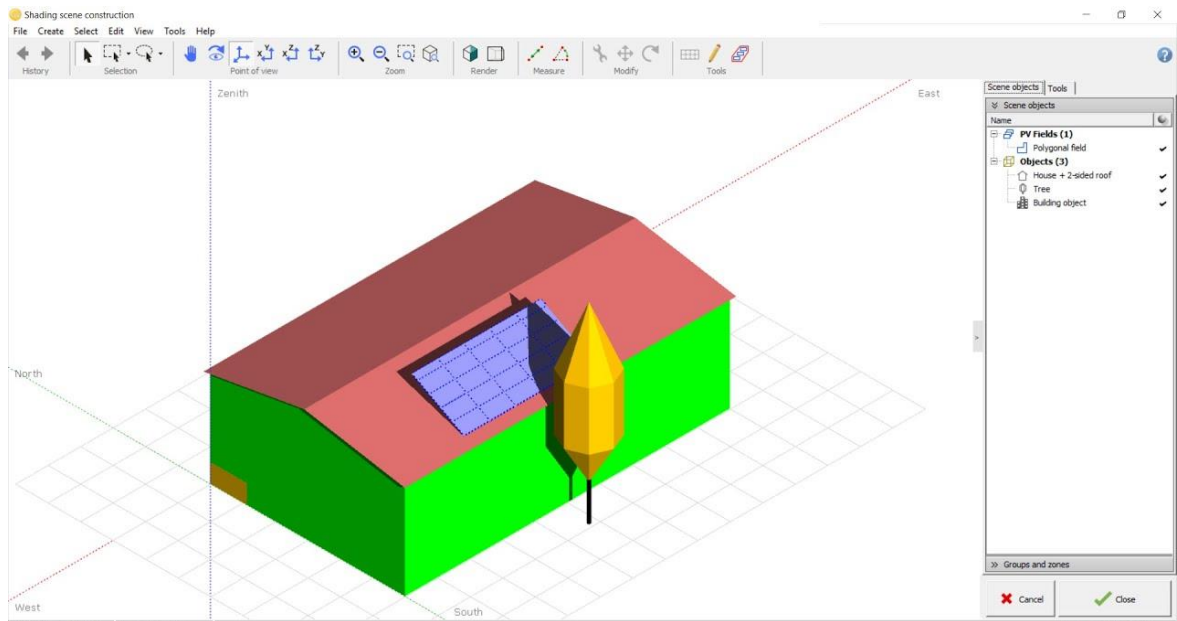 Shading scene construction
File Create Select Edit View Tools Help
History Selection Point of view Zoom Render Measure Modify Tools
Zenith
East
North
West
South
Scene objects Tools
Scene objects
Name
PV Fields (1)
Polygonal field
Objects (3)
House + 2-sided roof
Tree
Building object
Groups and zones
Cancel Close